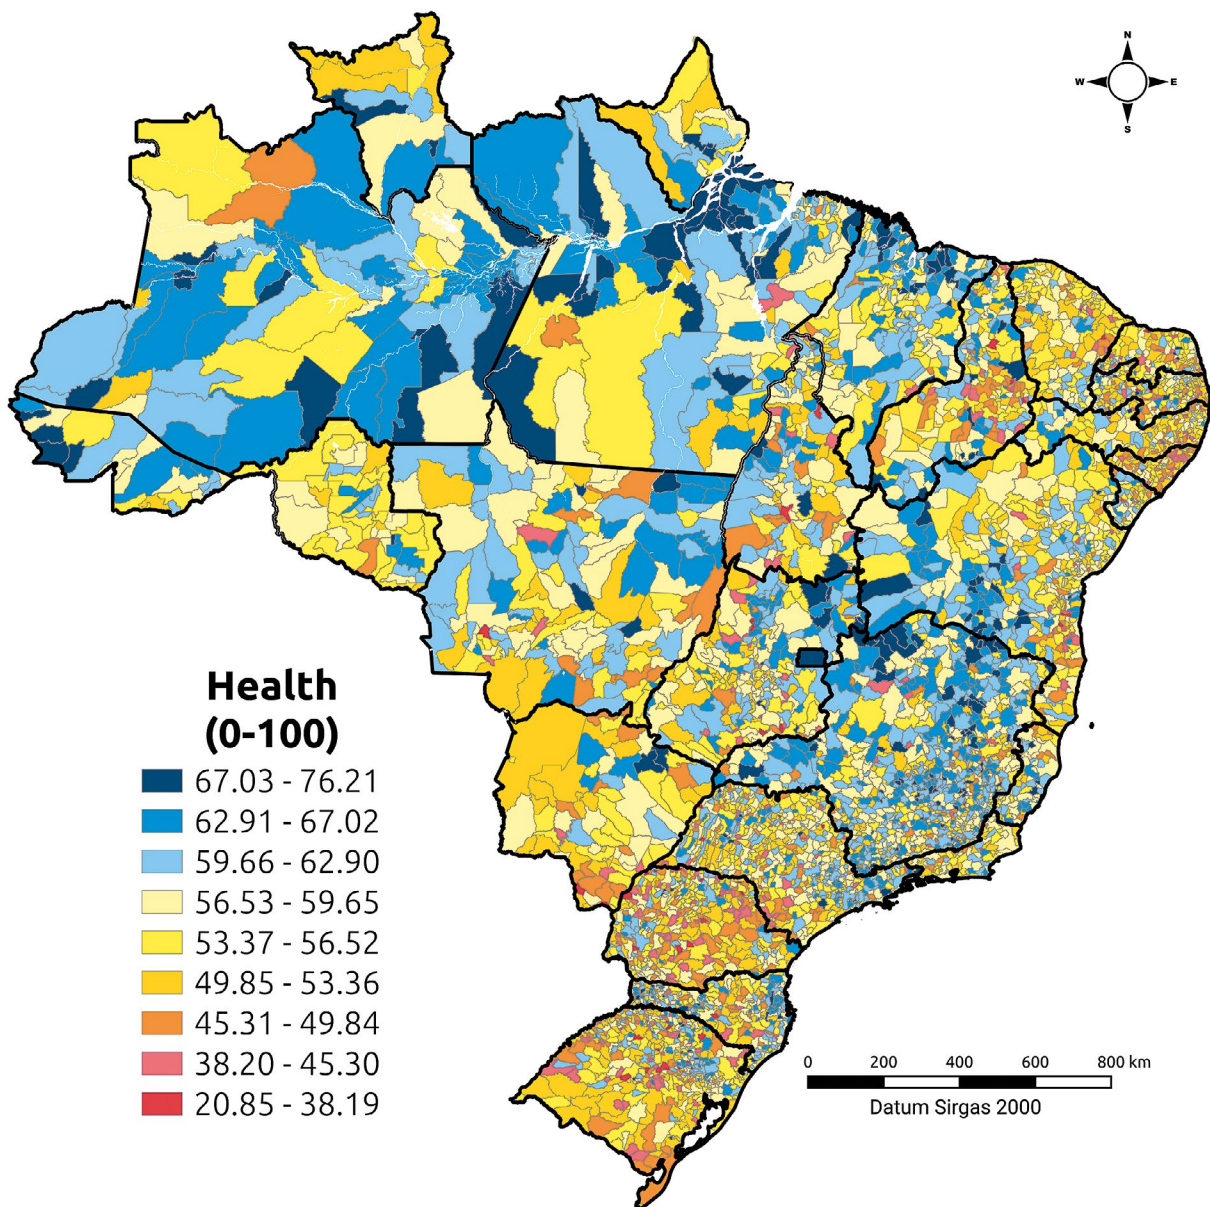 N
W E
S
Health
(0-100)
67.03 - 76.21
62.91 - 67.02
59.66 - 62.90
56.53 - 59.65
53.37 - 56.52
49.85 - 53.36
45.31 - 49.84
38.20 - 45.30
20.85 - 38.19
0 200 400 600 800 km
Datum Sirgas 2000